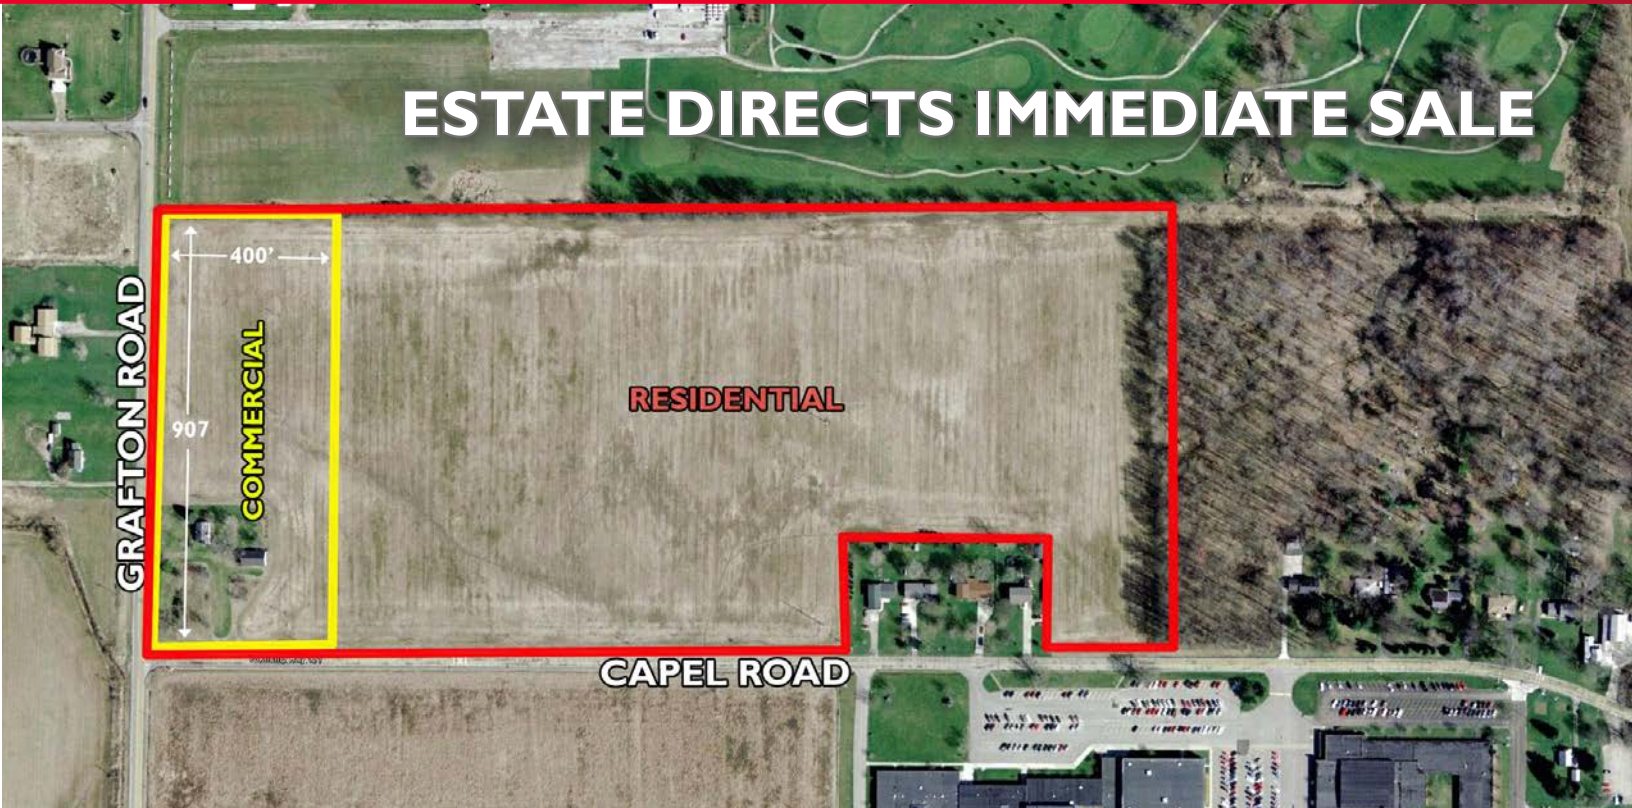 ESTATE DIRECTS IMMEDIATE SALE
400'
GRAFTON ROAD
907
COMMERCIAL
RESIDENTIAL
CAPEL ROAD